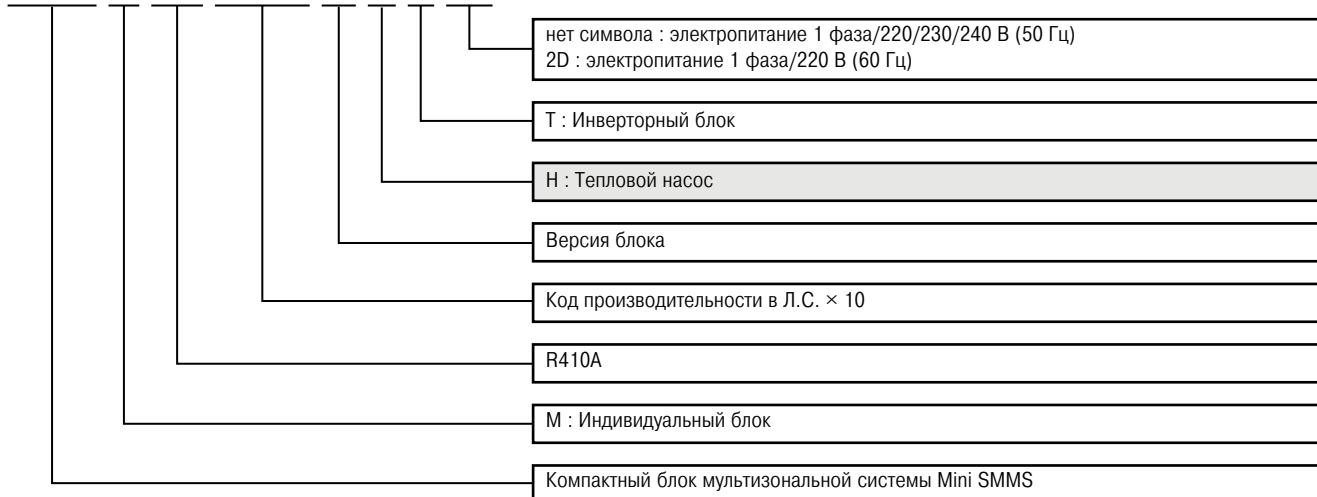 нет символа : электропитание 1 фаза/220/230/240 В (50 Гц)
2D : электропитание 1 фаза/220 В (60 Гц)
T : Инверторный блок
H : Тепловой насос
Версия блока
Код производительности в Л.С. × 10
R410A
M : Индивидуальный блок
Компактный блок мультизональной системы Mini SMMS